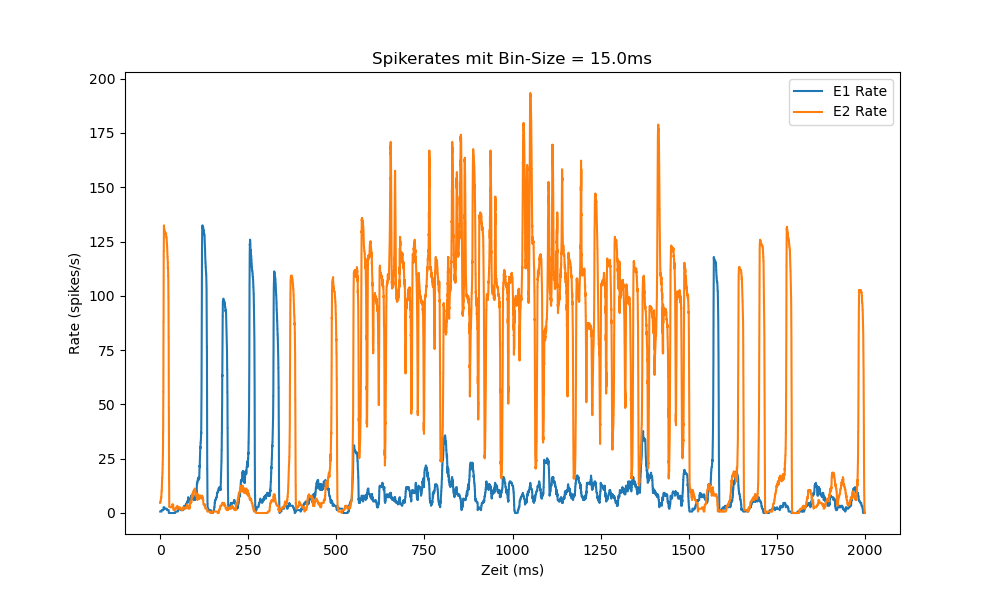 Spikerates mit Bin-Size = 15.0ms
E1 Rate
E2 Rate
200
175
150
125
100
75
50
25
0
Rate (spikes/s)
0 250 500 750 1000 1250 1500 1750 2000
Zeit (ms)